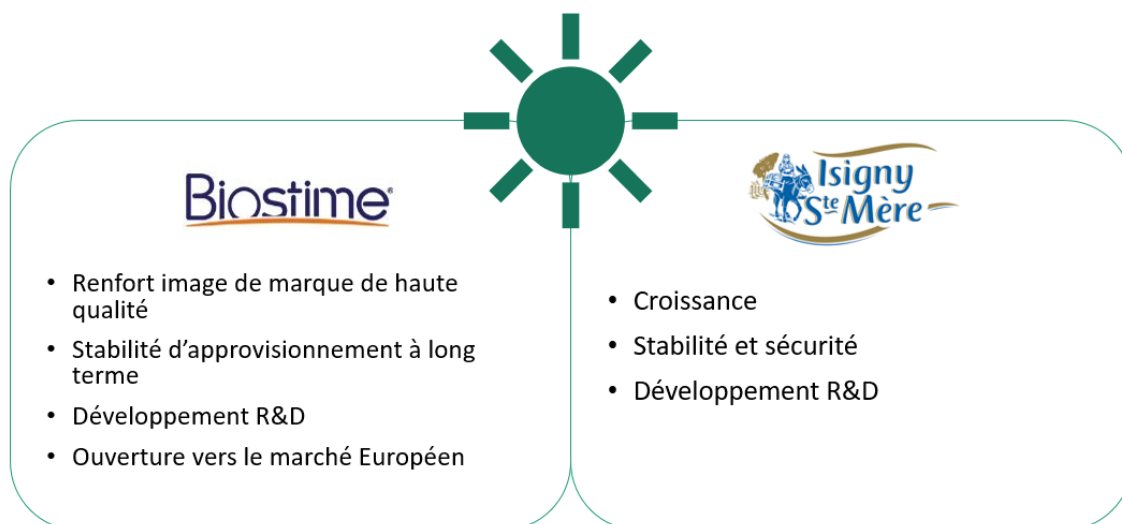 Biostime®
• Renfort image de marque de haute
qualité
• Stabilité d’approvisionnement à long
terme
• Développement R&D
• Ouverture vers le marché Européen
Isigny
Ste Mère
• Croissance
• Stabilité et sécurité
• Développement R&D